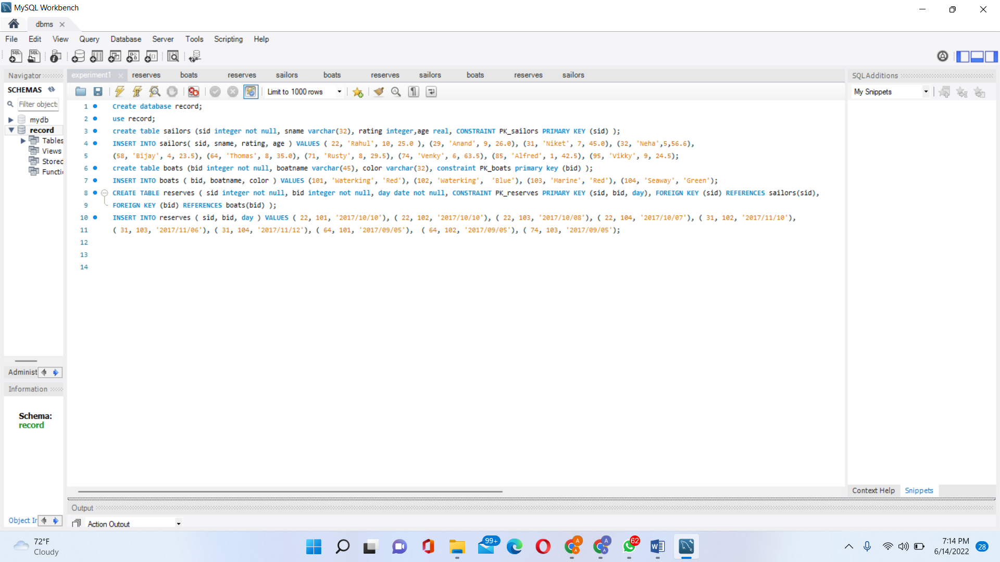 MySQL Workbench
dbms
File Edit View Query Database Server Tools Scripting Help
Navigator
experiment1 reserves boats reserves sailors boats reserves sailors boats reserves sailors
SQLAdditions
SCHEMAS
Limit to 1000 rows
My Snippets
Filter objects
mydb
record
Tables
Views
Stored
Functi
1 Create database record;
2 use record;
3 create table sailors (sid integer not null, sname varchar(32), rating integer,age real, CONSTRAINT PK_sailors PRIMARY KEY (sid) );
4 INSERT INTO sailors( sid, sname, rating, age ) VALUES ( 22, 'Rahul', 10, 25.0 ), (29, 'Anand', 9, 26.0), (31, 'Niket', 7, 45.0), (32, 'Neha',5,56.6),
5 (58, 'Bijay', 4, 23.5), (64, 'Thomas', 8, 35.0), (71, 'Rusty', 8, 29.5), (74, 'Venky', 6, 63.5), (85, 'Alfred', 1, 42.5), (95, 'Vikky', 9, 24.5);
6 create table boats (bid integer not null, boatname varchar(45), color varchar(32), constraint PK_boats primary key (bid) );
7 INSERT INTO boats ( bid, boatname, color ) VALUES (101, 'Waterking', 'Red'), (102, 'Waterking',  'Blue'), (103, 'Marine', 'Red'), (104, 'Seaway', 'Green');
8 CREATE TABLE reserves ( sid integer not null, bid integer not null, day date not null, CONSTRAINT PK_reserves PRIMARY KEY (sid, bid, day), FOREIGN KEY (sid) REFERENCES sailors(sid),
9 FOREIGN KEY (bid) REFERENCES boats(bid) );
10 INSERT INTO reserves ( sid, bid, day ) VALUES ( 22, 101, '2017/10/10'), ( 22, 102, '2017/10/10'), ( 22, 103, '2017/10/08'), ( 22, 104, '2017/10/07'), ( 31, 102, '2017/11/10'),
11 ( 31, 103, '2017/11/06'), ( 31, 104, '2017/11/12'), ( 64, 101, '2017/09/05'),  ( 64, 102, '2017/09/05'), ( 74, 103, '2017/09/05');
12
13
14
Administ
Information
Schema:
record
Object Ir
Context Help Snippets
Output
Action Output
72°F
Cloudy
99+
62
7:14 PM
6/14/2022
28